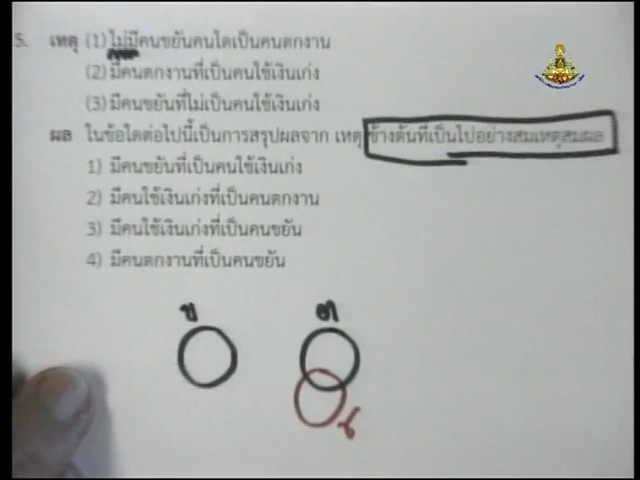 5. เหตุ (1) ไม่มีคนขยันคนใดเป็นคนตกงาน
(2) มีคนตกงานที่เป็นคนใช้เงินเก่ง
(3) มีคนขยันที่ไม่เป็นคนใช้เงินเก่ง
ผล ในข้อใดต่อไปนี้เป็นการสรุปผลจาก เหตุ ข้างต้นที่เป็นไปอย่างสมเหตุสมผล
1) มีคนขยันที่เป็นคนใช้เงินเก่ง
2) มีคนใช้เงินเก่งที่เป็นคนตกงาน
3) มีคนใช้เงินเก่งที่เป็นคนขยัน
4) มีคนตกงานที่เป็นคนขยัน
ข ต
น